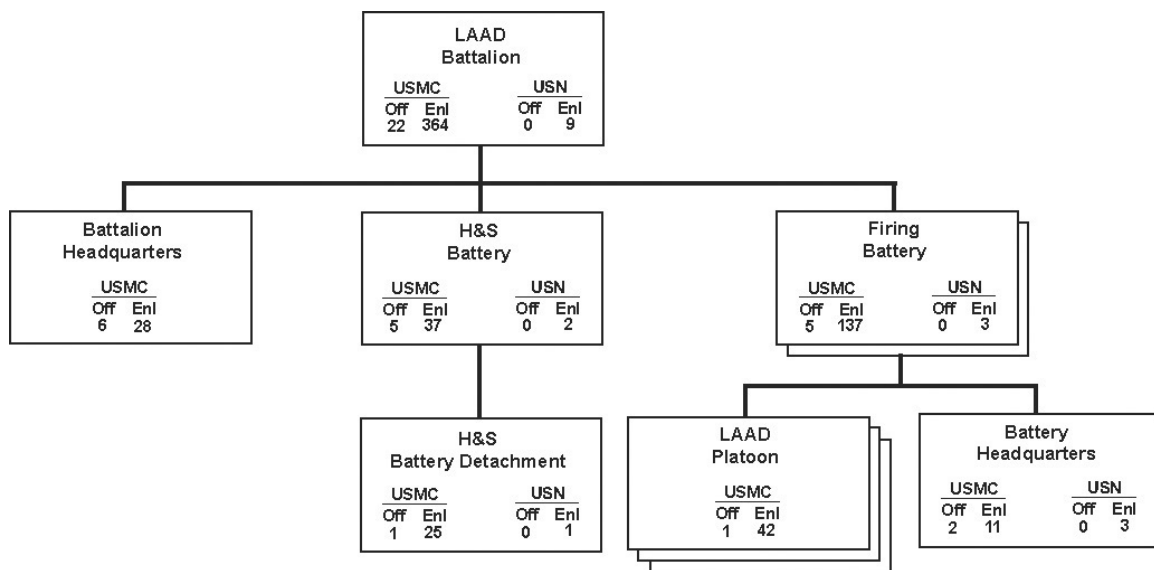 LAAD
Battalion
USMC USN
Off Enl Off Enl
22 364 0 9
Battalion
Headquarters
USMC
Off Enl
6 28
H&S
Battery
USMC USN
Off Enl Off Enl
5 37 0 2
Firing
Battery
USMC USN
Off Enl Off Enl
5 137 0 3
H&S
Battery Detachment
USMC USN
Off Enl Off Enl
1 25 0 1
LAAD
Platoon
USMC
Off Enl
1 42
Battery
Headquarters
USMC USN
Off Enl Off Enl
2 11 0 3